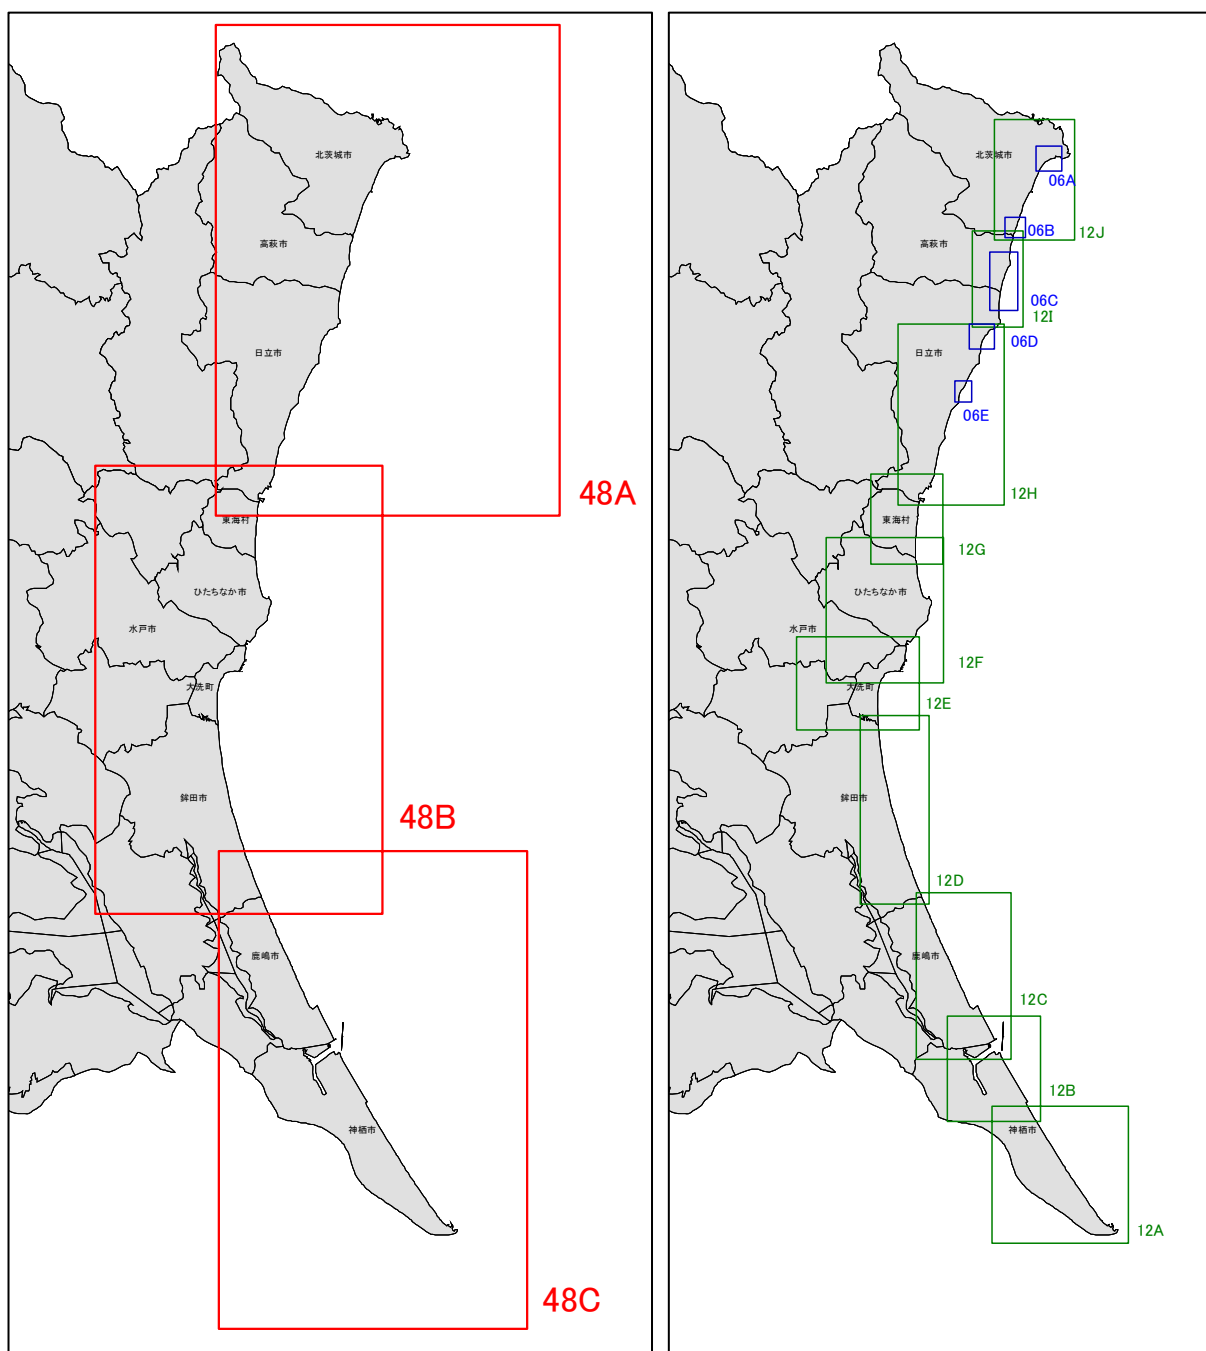 北茨城市
高萩市
日立市
48A
東海村
ひたちなか市
水戸市
大洗町
鉾田市
48B
鹿嶋市
神栖市
48C
北茨城市
06A
06B
12J
高萩市
06C
12I
06D
日立市
06E
12H
東海村
12G
ひたちなか市
水戸市
12F
大洗町
12E
鉾田市
12D
鹿嶋市
12C
12B
神栖市
12A